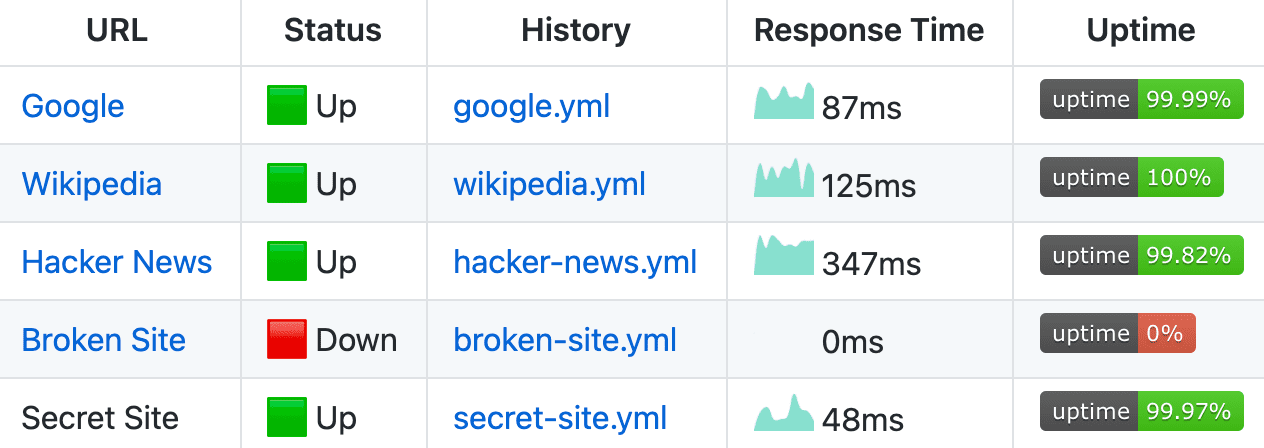 URL Status History Response Time Uptime
Google Up google.yml 87ms uptime 99.99%
Wikipedia Up wikipedia.yml 125ms uptime 100%
Hacker News Up hacker-news.yml 347ms uptime 99.82%
Broken Site Down broken-site.yml 0ms uptime 0%
Secret Site Up secret-site.yml 48ms uptime 99.97%